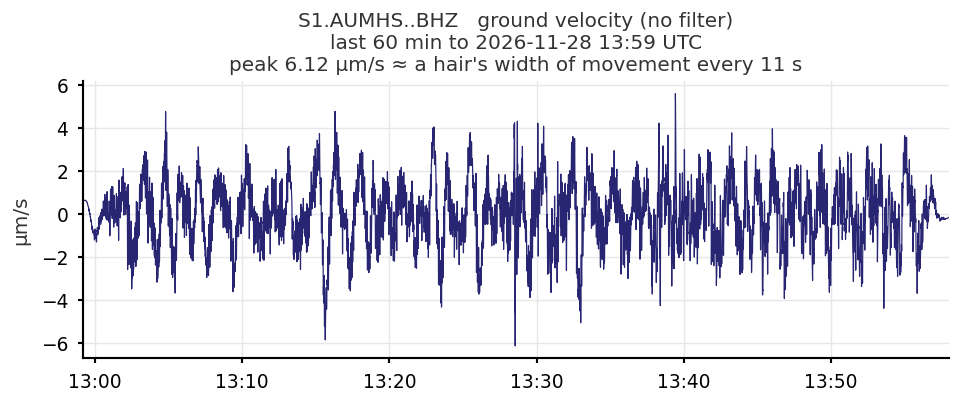 S1.AUMHS..BHZ   ground velocity (no filter)
last 60 min to 2026-11-28 13:59 UTC
peak 6.12 µm/s ≈ a hair's width of movement every 11 s
µm/s
6
4
2
0
−2
−4
−6
13:00 13:10 13:20 13:30 13:40 13:50